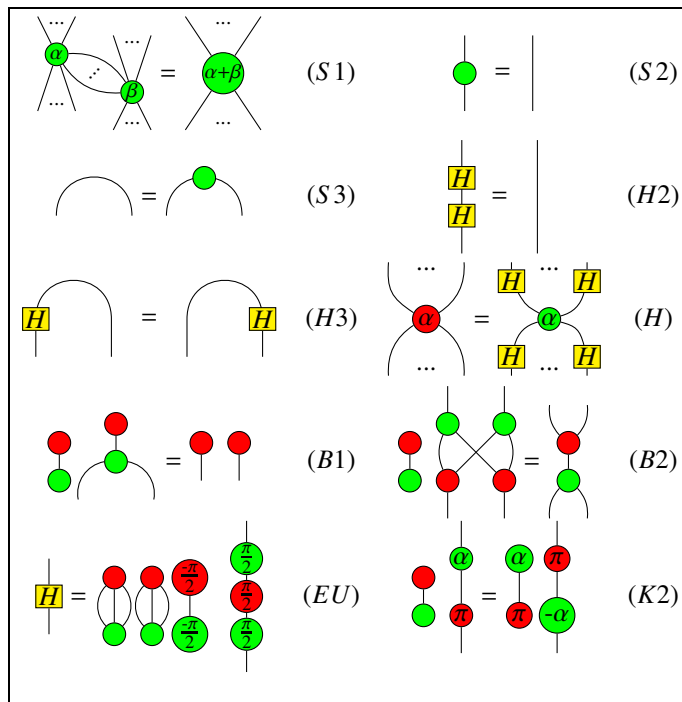 ... ...
α ⋰ = α+β (S1) = (S2)
β
... ... ...
= (S3) H H = (H2)
H = H (H3) ... α ... = H ... H α H ... H (H)
= (B1) = (B2)
H = -π/2 -π/2 π/2 π/2 π/2 (EU) α π = α π π -α (K2)